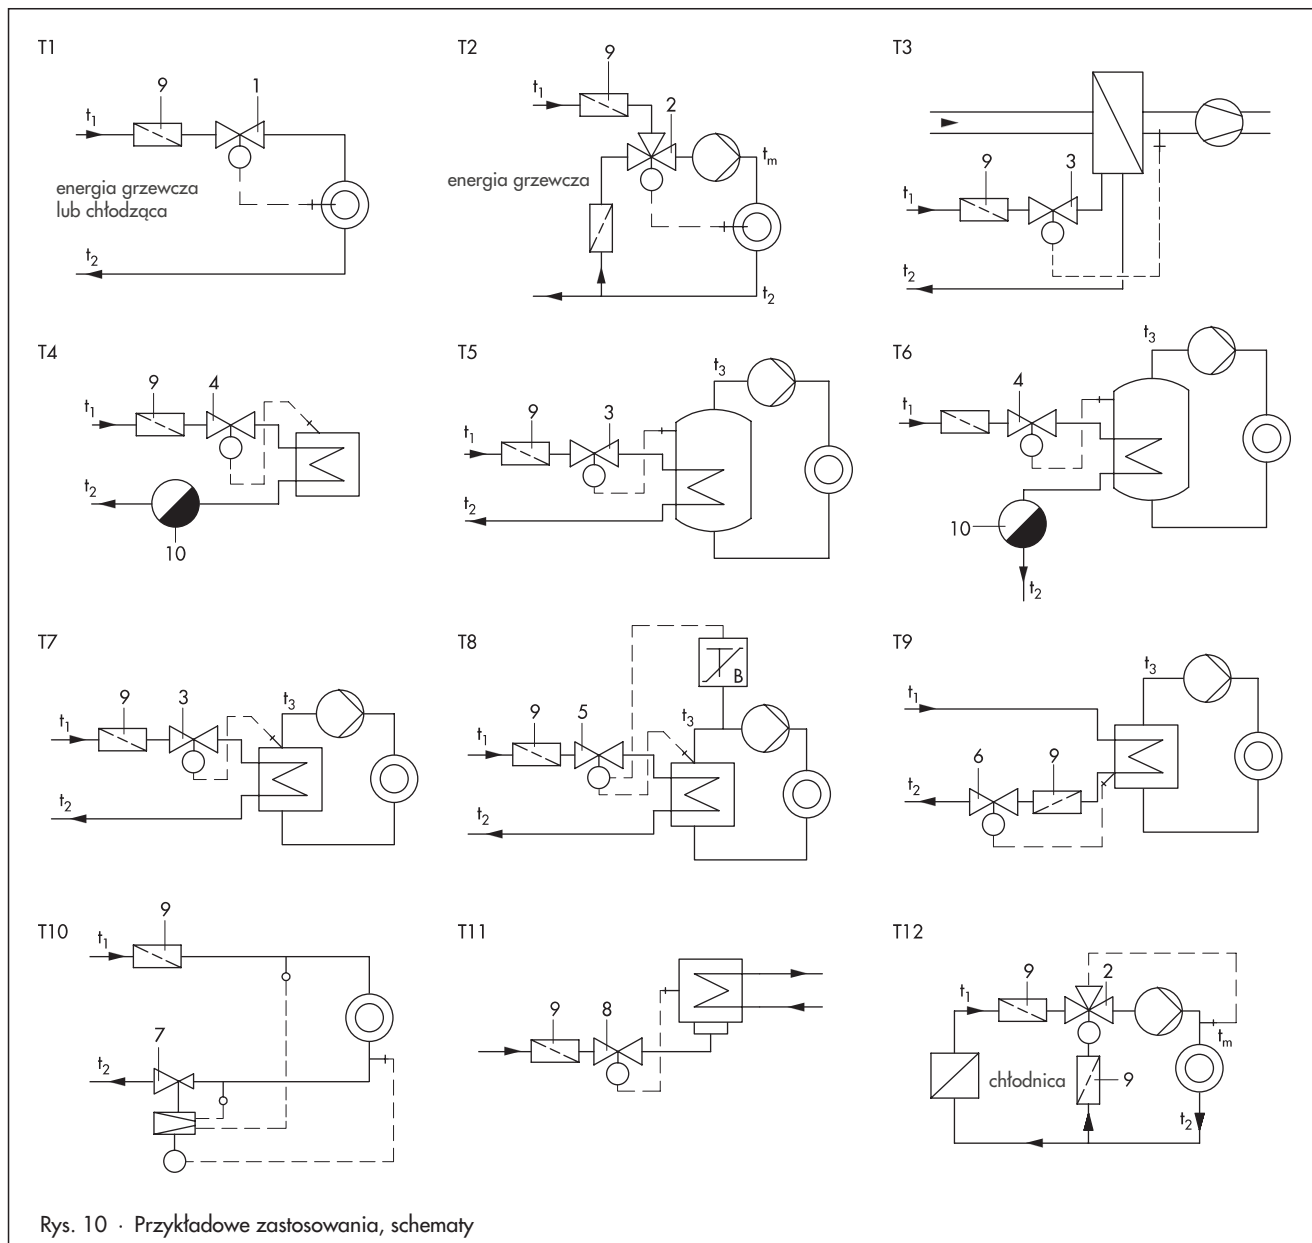 T1
9
1
t1
energia grzewcza
lub chłodząca
t2
T2
9
t1
2
tm
energia grzewcza
t2
T3
9
3
t1
t2
T4
9
4
t1
t2
10
T5
t3
9
3
t1
t2
T6
t3
9
4
t1
10
t2
T7
9
3
t3
t1
t2
T8
B
9
5
t3
t1
t2
T9
t3
t1
6
9
t2
T10
9
t1
7
t2
T11
9
8
T12
9
2
t1
tm
chłodnica
9
t2
Rys. 10 · Przykładowe zastosowania, schematy